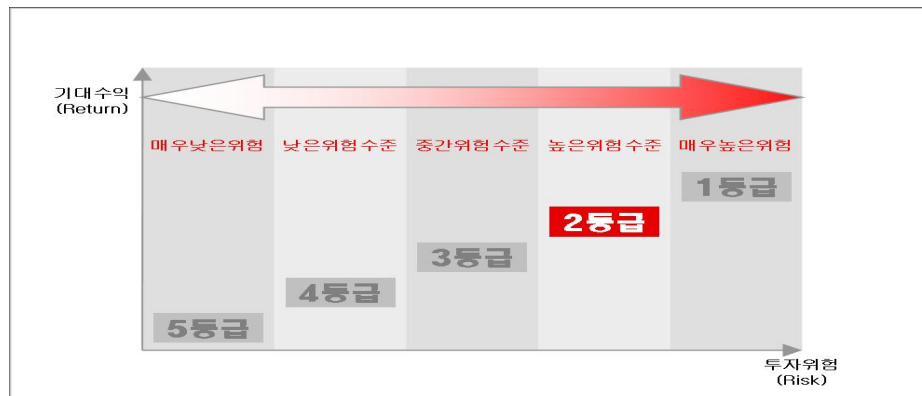 기대수익
(Return)
매우낮은위험 낮은위험수준 중간위험수준 높은위험수준 매우높은위험
1등급
2등급
3등급
4등급
5등급
투자위험
(Risk)